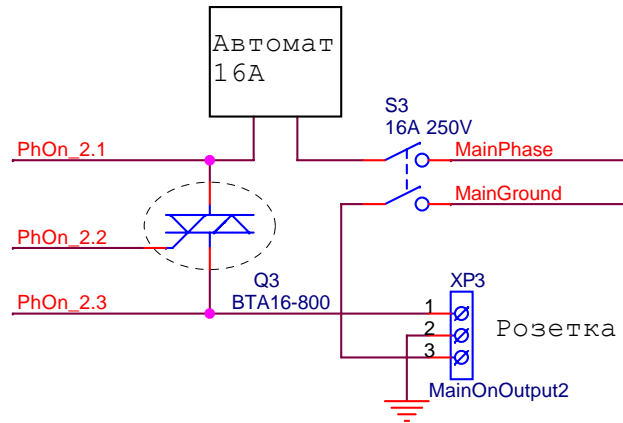 Автомат
16А
S3
16A 250V
PhOn_2.1
MainPhase
MainGround
PhOn_2.2
Q3
BTA16-800
XP3
PhOn_2.3
1
2
3
Розетка
MainOnOutput2